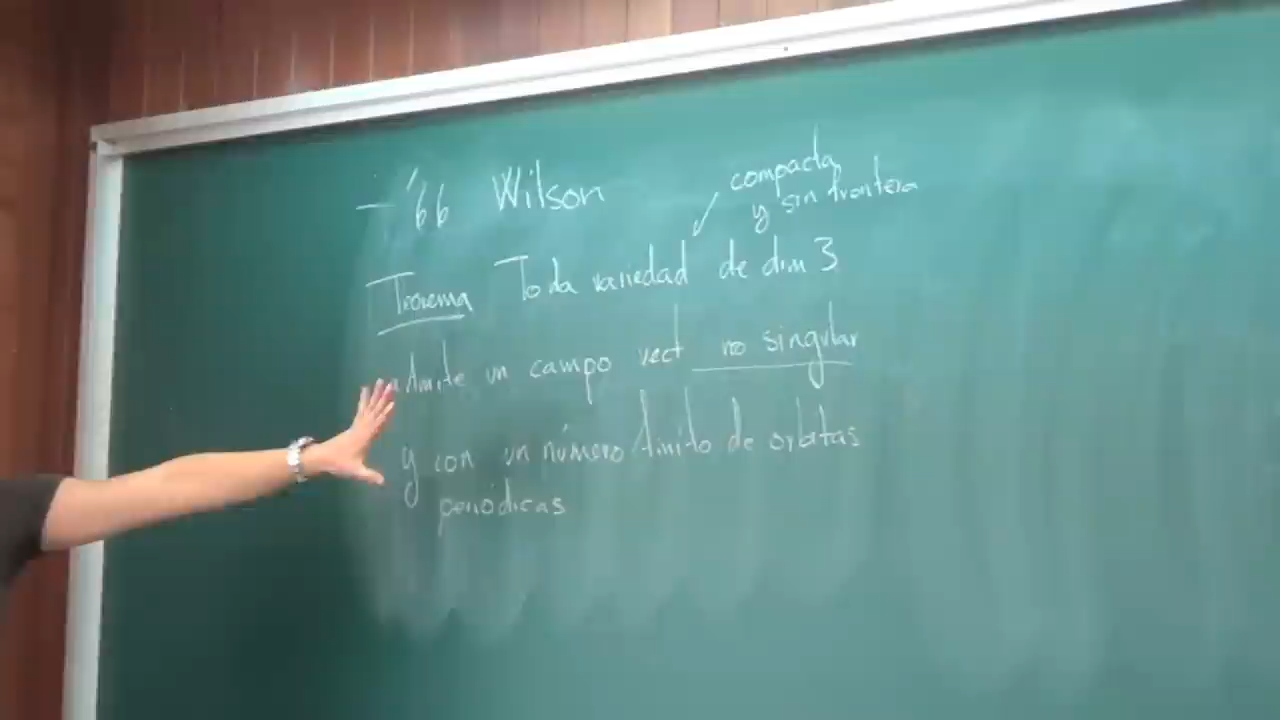 – '66 Wilson
compacta
y sin frontera
Teorema Toda variedad de dim 3
admite un campo vect no singular
y con un número finito de orbitas
periódicas